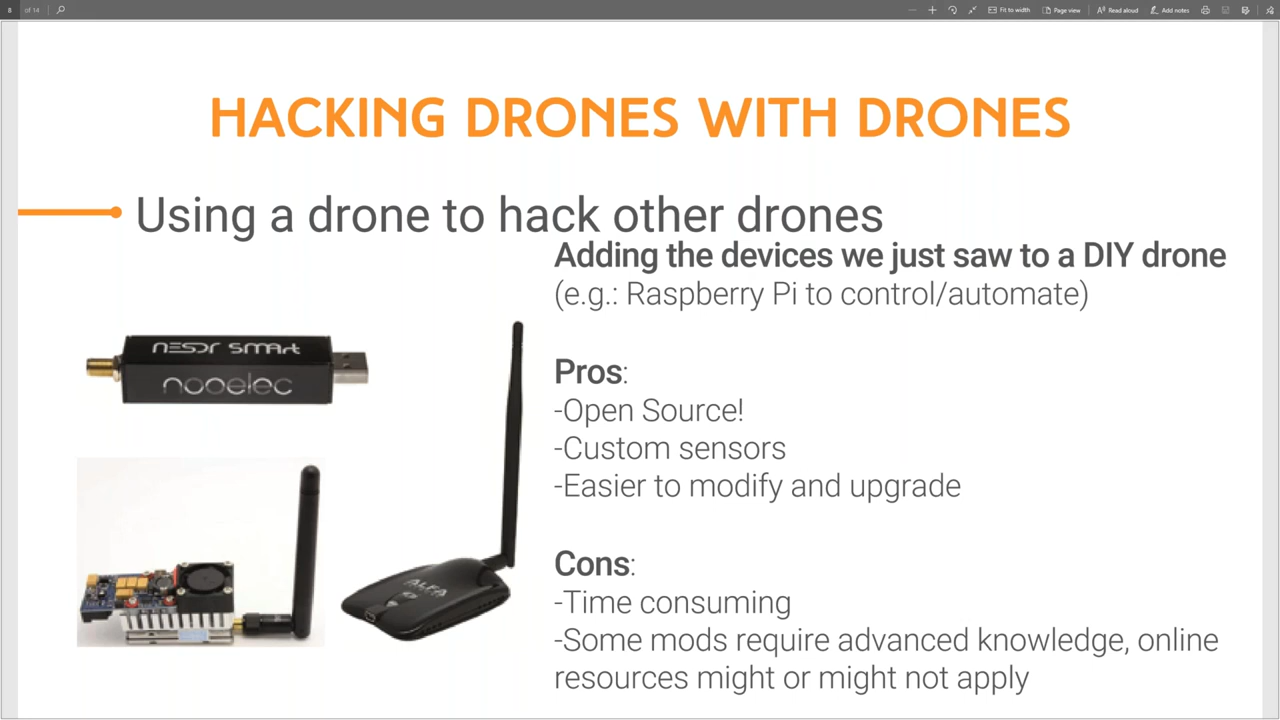 8 of 14
Fit to width
Page view
Read aloud
Add notes
HACKING DRONES WITH DRONES
Using a drone to hack other drones
Adding the devices we just saw to a DIY drone
(e.g.: Raspberry Pi to control/automate)
NESDR SMArt
nooelec
ALFA
Pros:
-Open Source!
-Custom sensors
-Easier to modify and upgrade
Cons:
-Time consuming
-Some mods require advanced knowledge, online
resources might or might not apply